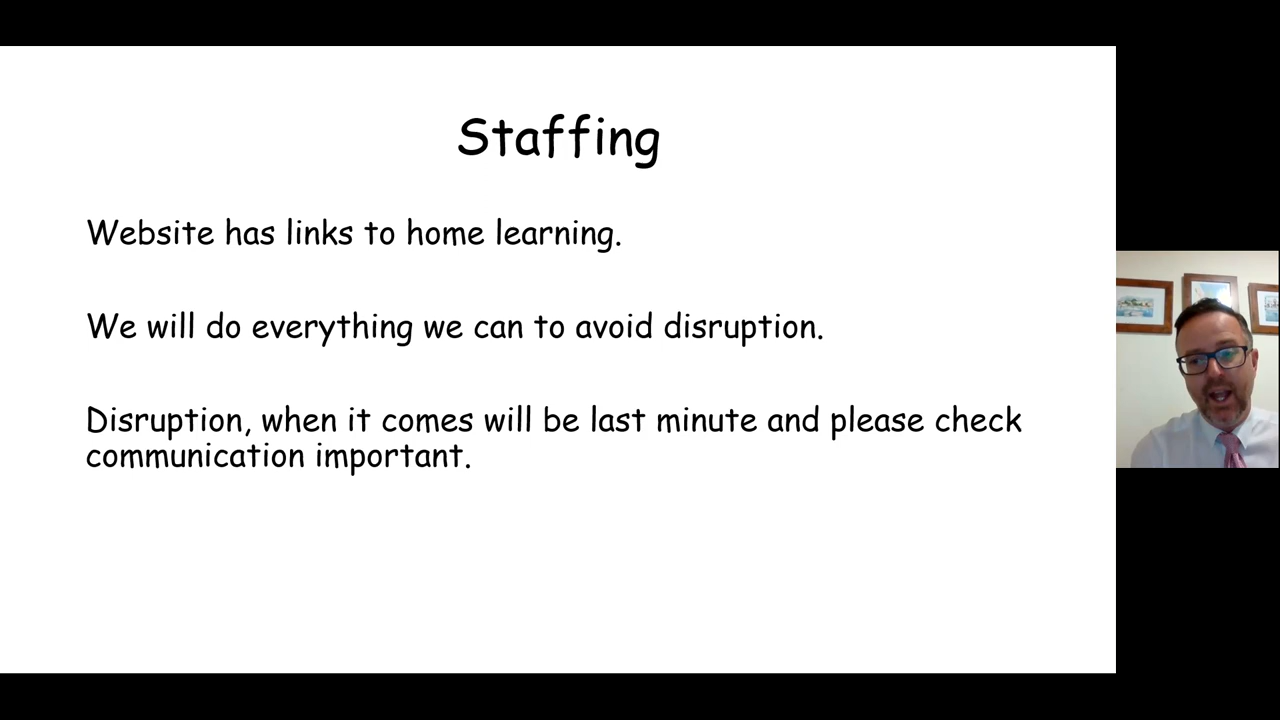 Staffing
Website has links to home learning.
We will do everything we can to avoid disruption.
Disruption, when it comes will be last minute and please check
communication important.